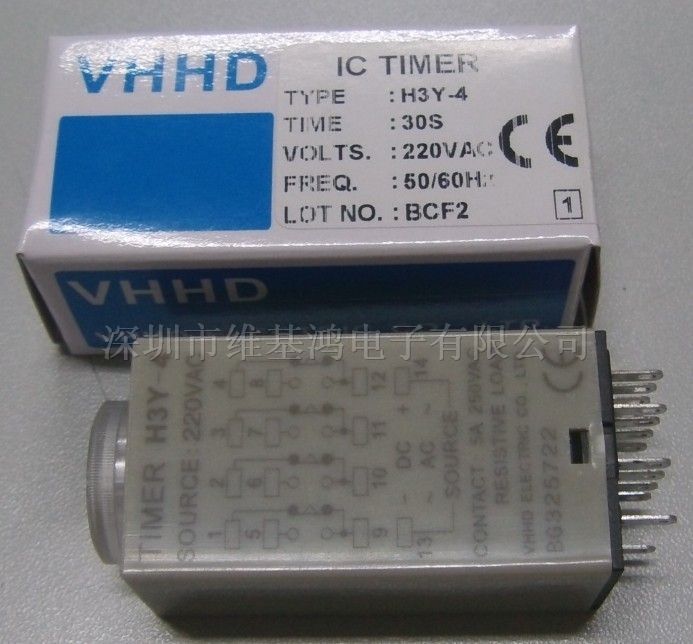 VHHD
IC TIMER
TYPE : H3Y-4
TIME : 30S
VOLTS. : 220VAC
FREQ. : 50/60Hz
LOT NO. : BCF2
CE
1
VHHD
深圳市维基鸿电子有限公司
TIMER H3Y-4
SOURCE: 220VAC
1 2 3 4
5 6 7 8
9 10 11 12
13 14
- DC +
~ AC ~
SOURCE
CONTACT 5A 250VAC
RESISTIVE LOAD
VHHD ELECTRIC CO. LT
BG325722
CE